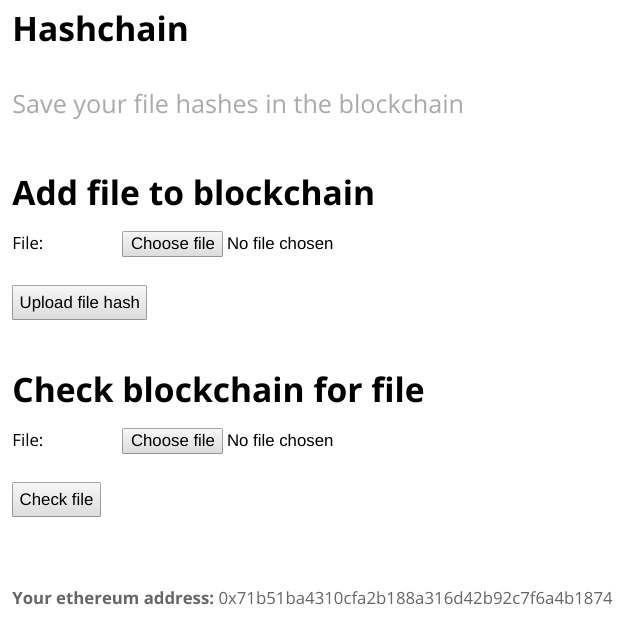 Hashchain
Save your file hashes in the blockchain
Add file to blockchain
File: Choose file No file chosen
Upload file hash
Check blockchain for file
File: Choose file No file chosen
Check file
Your ethereum address: 0x71b51ba4310cfa2b188a316d42b92c7f6a4b1874